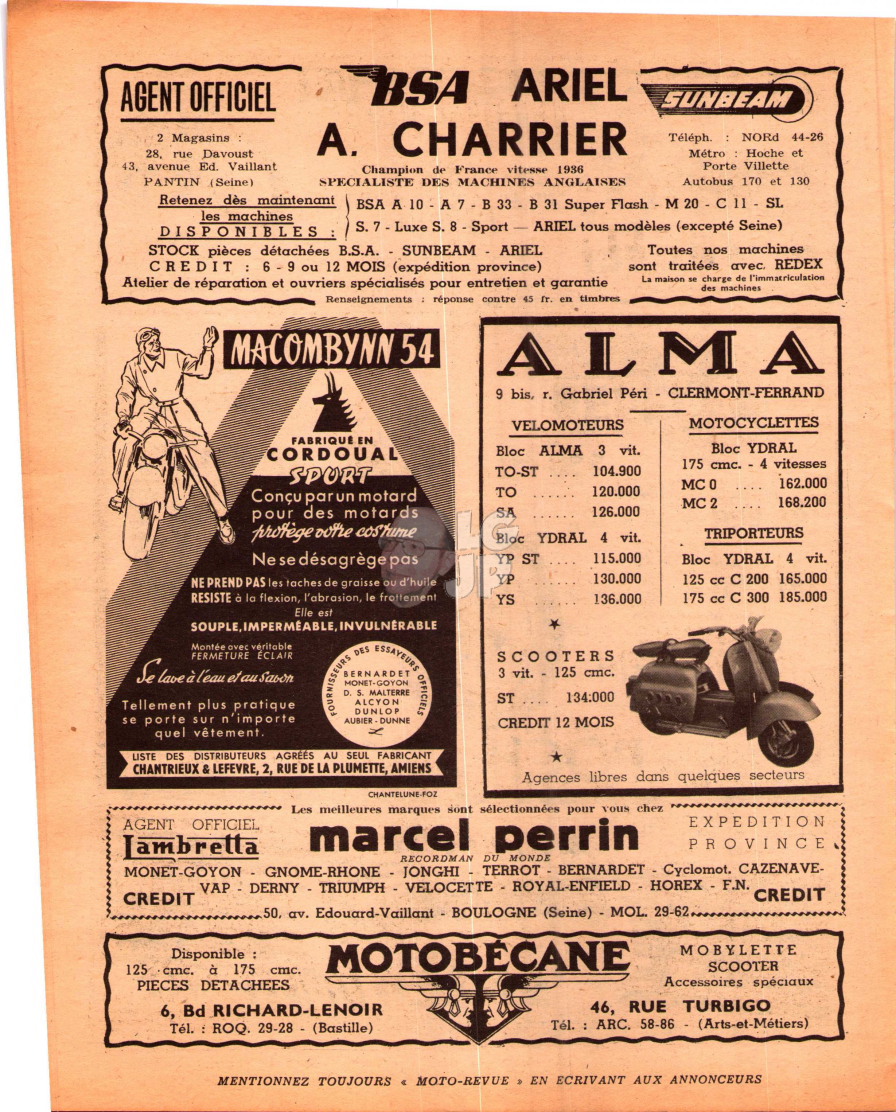 AGENT OFFICIEL
BSA ARIEL
SUNBEAM
A. CHARRIER
2 Magasins :
28, rue Davoust
43, avenue Ed. Vaillant
PANTIN (Seine)
Champion de France vitesse 1936
SPECIALISTE DES MACHINES ANGLAISES
Téléph. : NORd 44-26
Métro : Hoche et
Porte Villette
Autobus 170 et 130
Retenez dès maintenant
les machines
DISPONIBLES :
BSA A 10 - A 7 - B 33 - B 31 Super Flash - M 20 - C 11 - SL
S. 7 - Luxe S. 8 - Sport — ARIEL tous modèles (excepté Seine)
STOCK pièces détachées B.S.A. - SUNBEAM - ARIEL
CREDIT : 6 - 9 ou 12 MOIS (expédition province)
Atelier de réparation et ouvriers spécialisés pour entretien et garantie
Toutes nos machines
sont traitées avec REDEX
La maison se charge de l'immatriculation
des machines
Renseignements : réponse contre 45 fr. en timbres
MACOMBYNN 54
FABRIQUÉ EN
CORDOUAL
SPORT
Conçu par un motard
pour des motards
protège votre costume
Ne se désagrège pas
NE PREND PAS les taches de graisse ou d'huile
RESISTE à la flexion, l'abrasion, le frottement
Elle est
SOUPLE, IMPERMÉABLE, INVULNÉRABLE
Montée avec véritable
FERMETURE ÉCLAIR
Se lave à l'eau et au savon
Tellement plus pratique
se porte sur n'importe
quel vêtement.
FOURNISSEURS DES ESSAYEURS OFFICIELS
BERNARDET
MONET-GOYON
D. S. MALTERRE
ALCYON
DUNLOP
AUBIER-DUNNE
LISTE DES DISTRIBUTEURS AGRÉÉS AU SEUL FABRICANT
CHANTRIEUX & LEFEVRE, 2, RUE DE LA PLUMETTE, AMIENS
CHANTELUNE-FOZ
ALMA
9 bis, r. Gabriel Péri - CLERMONT-FERRAND
VELOMOTEURS
Bloc ALMA 3 vit.
TO-ST .... 104.900
TO ...... 120.000
SA ...... 126.000
Bloc YDRAL 4 vit.
YP ST .... 115.000
YP ...... 130.000
YS ...... 136.000
SCOOTERS
3 vit. - 125 cmc.
ST .... 134.000
CREDIT 12 MOIS
MOTOCYCLETTES
Bloc YDRAL
175 cmc. - 4 vitesses
MC 0 .... 162.000
MC 2 .... 168.200
TRIPORTEURS
Bloc YDRAL 4 vit.
125 cc C 200 165.000
175 cc C 300 185.000
Agences libres dans quelques secteurs
LG
JP
Les meilleures marques sont sélectionnées pour vous chez
AGENT OFFICIEL
Lambretta
marcel perrin
RECORDMAN DU MONDE
EXPEDITION
PROVINCE
MONET-GOYON - GNOME-RHONE - JONGHI - TERROT - BERNARDET - Cyclomot. CAZENAVE-
VAP - DERNY - TRIUMPH - VELOCETTE - ROYAL-ENFIELD - HOREX - F.N.
CREDIT
CREDIT
50, av. Edouard-Vaillant - BOULOGNE (Seine) - MOL. 29-62
Disponible :
125 cmc. à 175 cmc.
PIECES DETACHEES
MOTOBÉCANE
MOBYLETTE
SCOOTER
Accessoires spéciaux
6, Bd RICHARD-LENOIR
Tél. : ROQ. 29-28 - (Bastille)
46, RUE TURBIGO
Tél. : ARC. 58-86 - (Arts-et-Métiers)
MENTIONNEZ TOUJOURS « MOTO-REVUE » EN ECRIVANT AUX ANNONCEURS